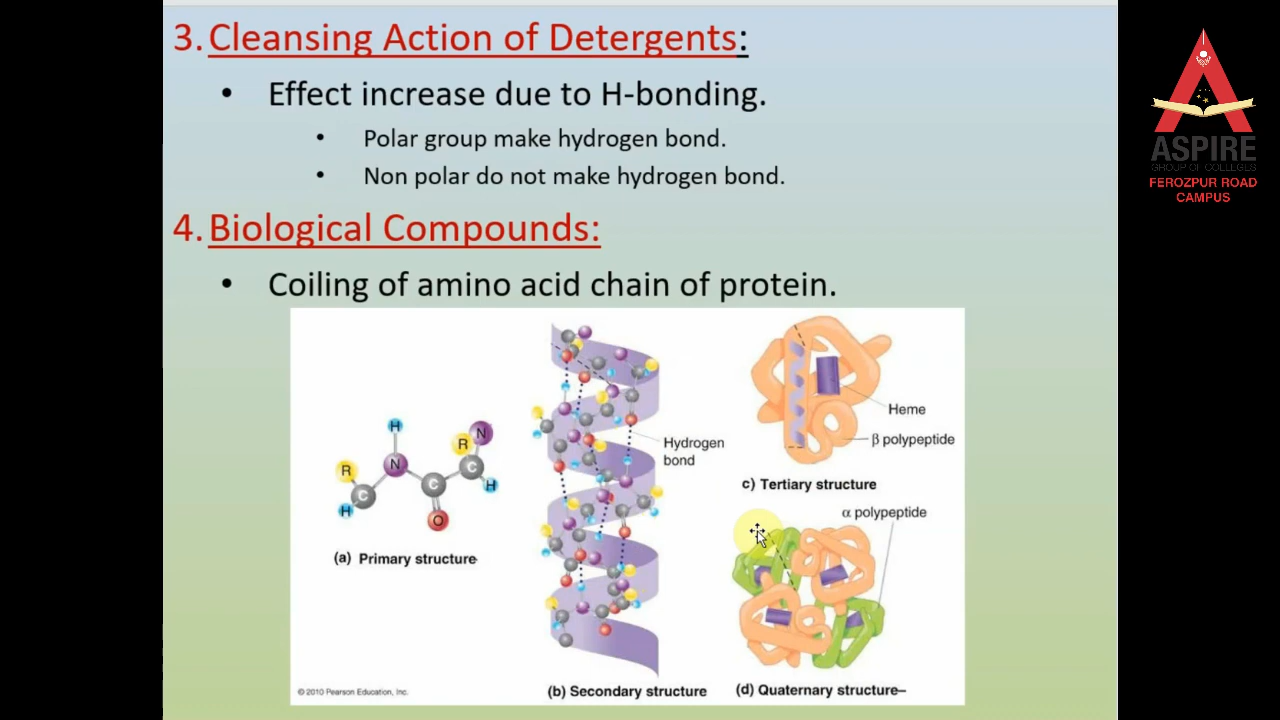 3. Cleansing Action of Detergents:
• Effect increase due to H-bonding.
• Polar group make hydrogen bond.
• Non polar do not make hydrogen bond.
4. Biological Compounds:
• Coiling of amino acid chain of protein.
H
R
N
R
N
C
C
C
H
H
O
(a) Primary structure
© 2010 Pearson Education, Inc.
Hydrogen
bond
(b) Secondary structure
Heme
β polypeptide
c) Tertiary structure
α polypeptide
(d) Quaternary structure
ASPIRE
GROUP OF COLLEGES
FEROZPUR ROAD
CAMPUS